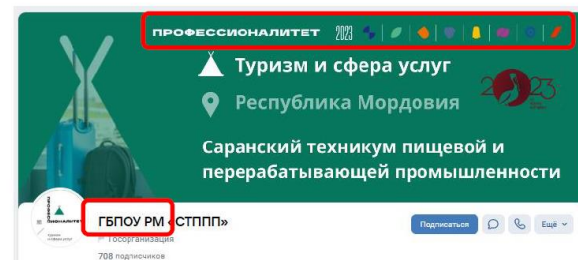 ПРОФЕССИОНАЛИТЕТ 2023
Туризм и сфера услуг
Республика Мордовия
2023
Саранский техникум пищевой и
перерабатывающей промышленности
ГБПОУ РМ «СТППП»
Госорганизация
708 подписчиков
Подписаться
Ещё